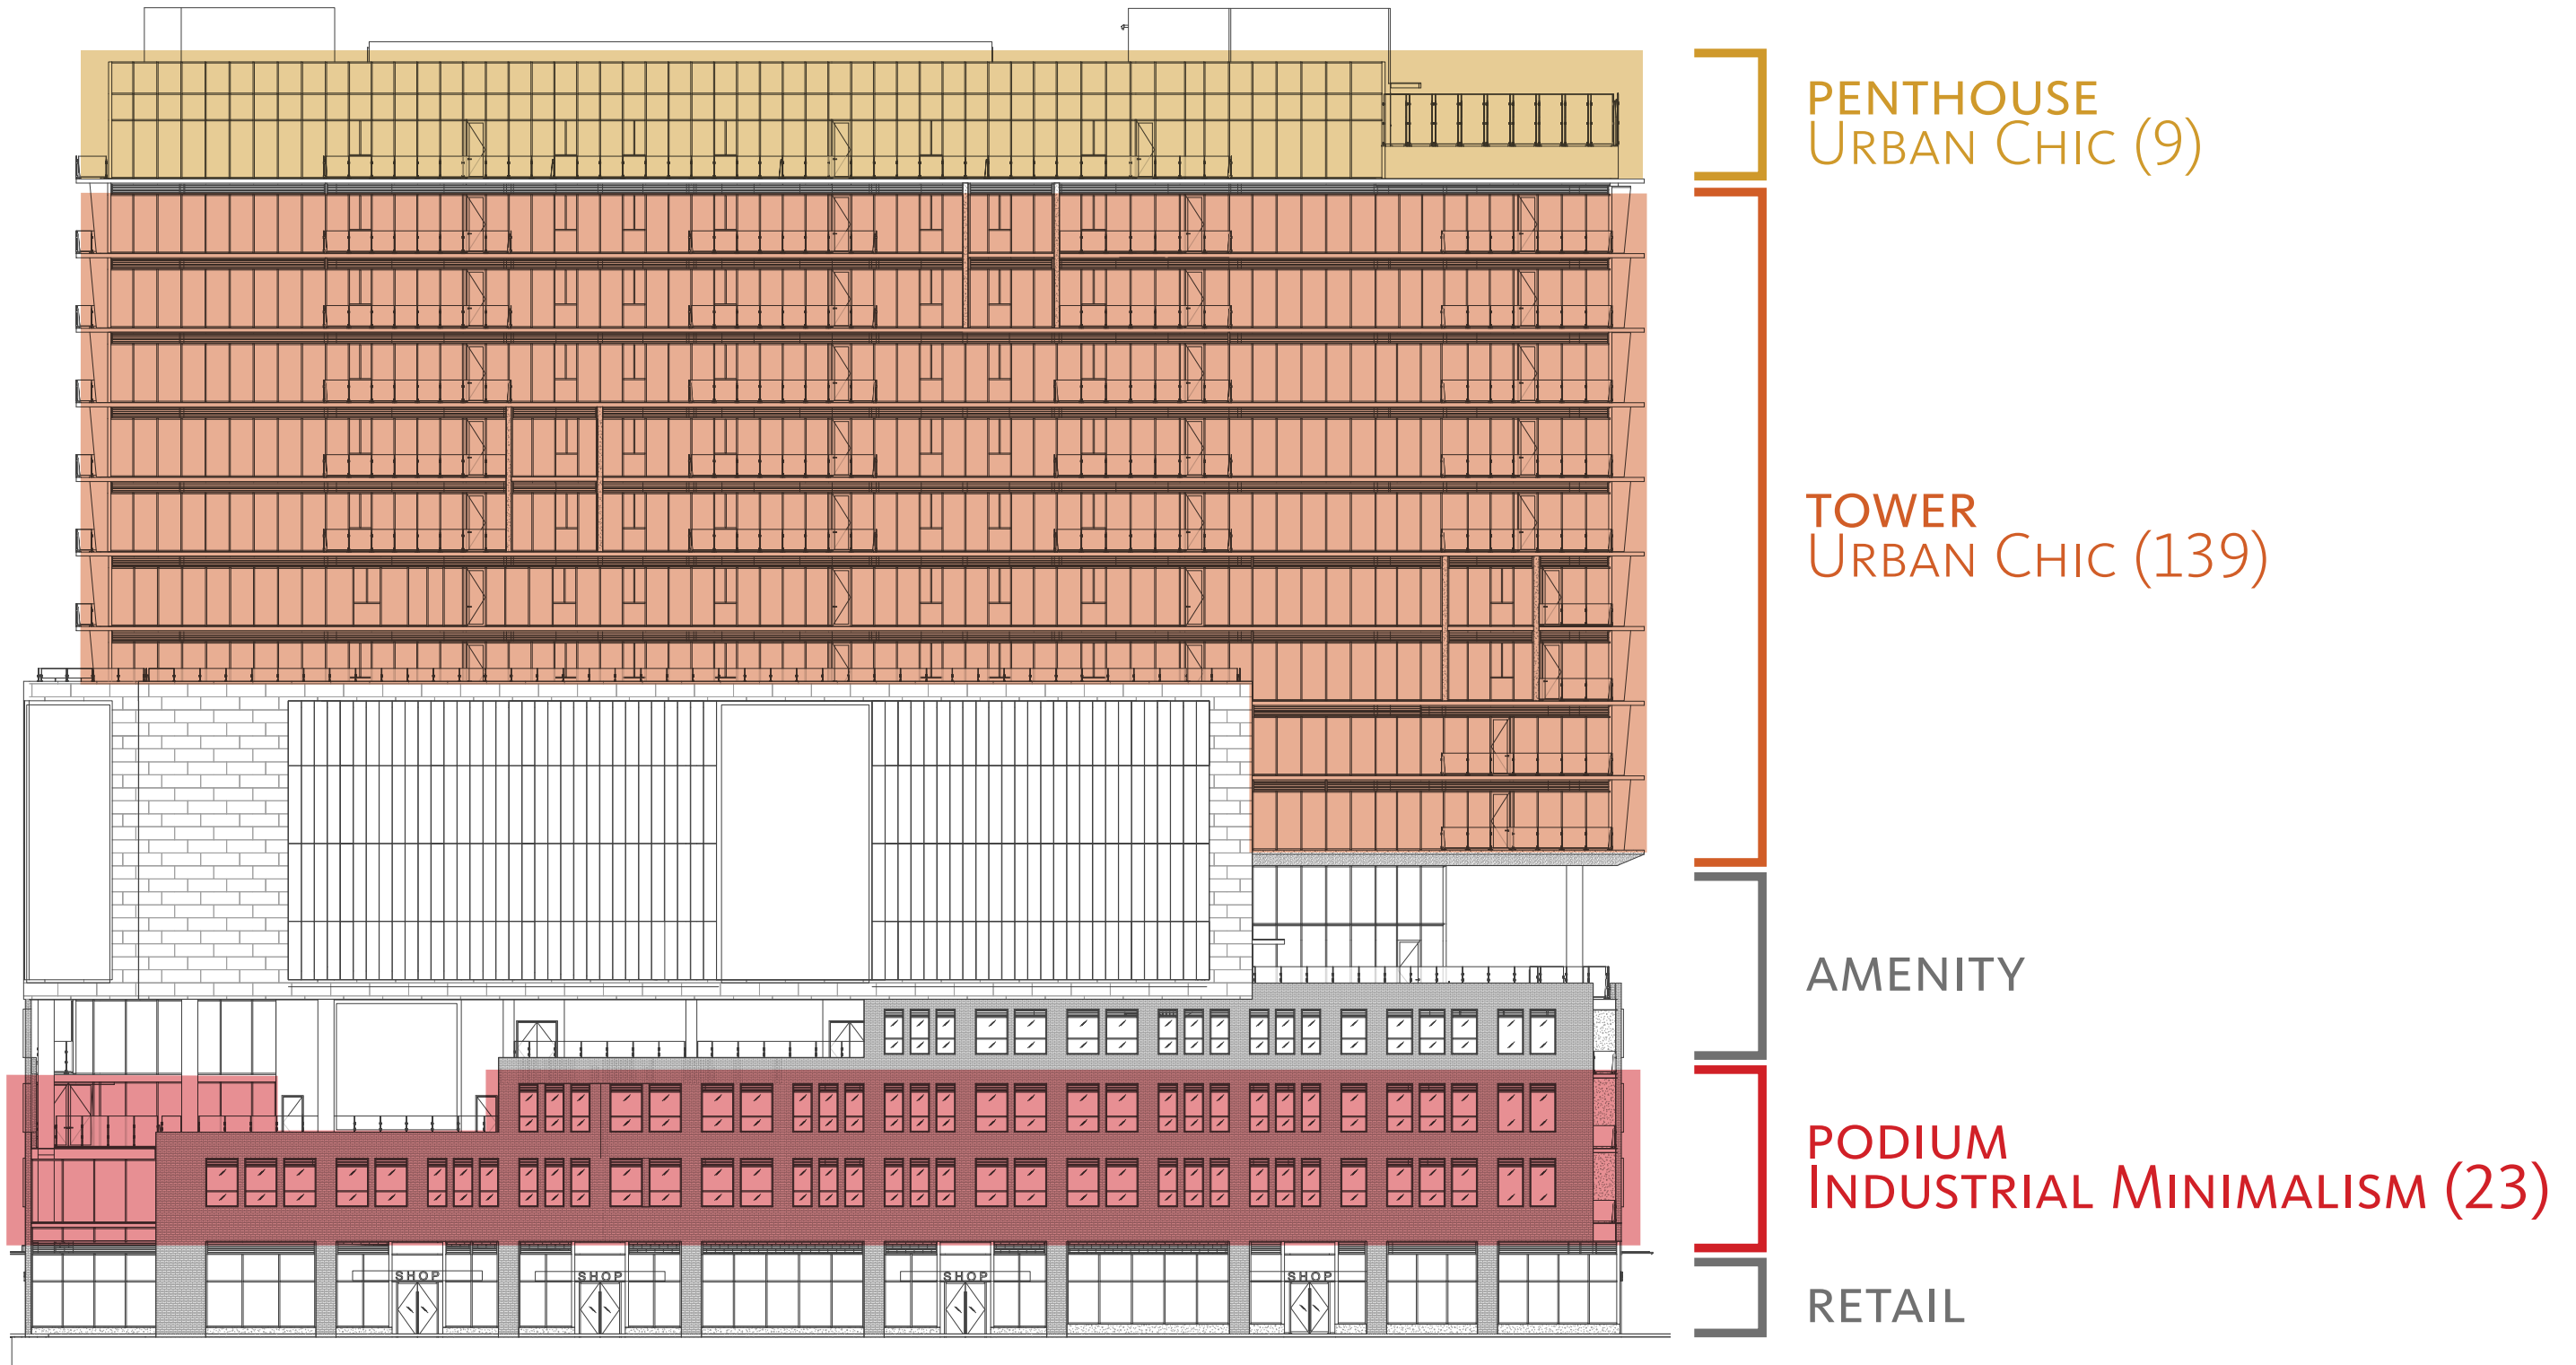 PENTHOUSE
URBAN CHIC (9)
TOWER
URBAN CHIC (139)
AMENITY
PODIUM
INDUSTRIAL MINIMALISM (23)
SHOP SHOP SHOP SHOP
RETAIL